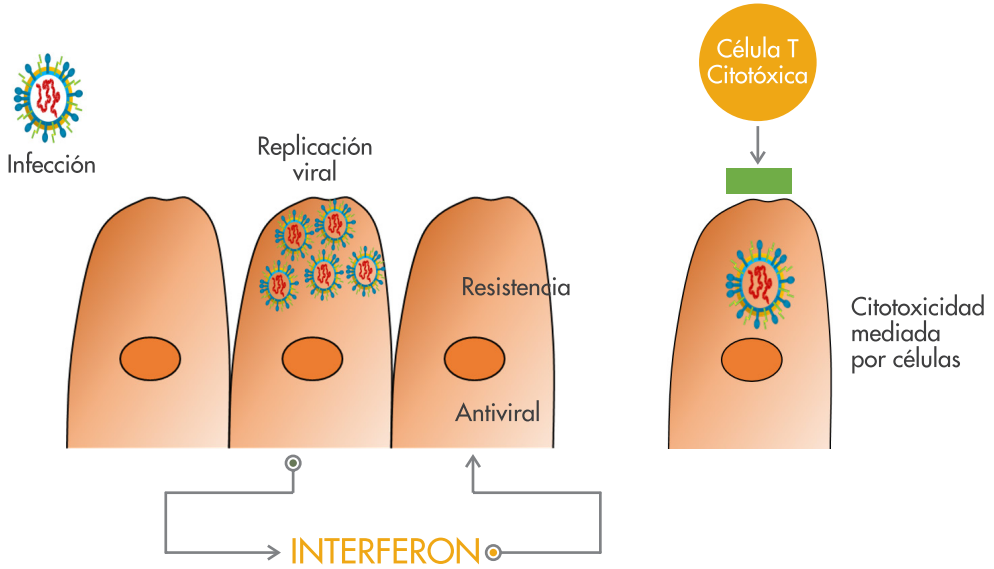 Infección
Replicación
viral
Resistencia
Antiviral
INTERFERON
Célula T
Citotóxica
Citotoxicidad
mediada
por células